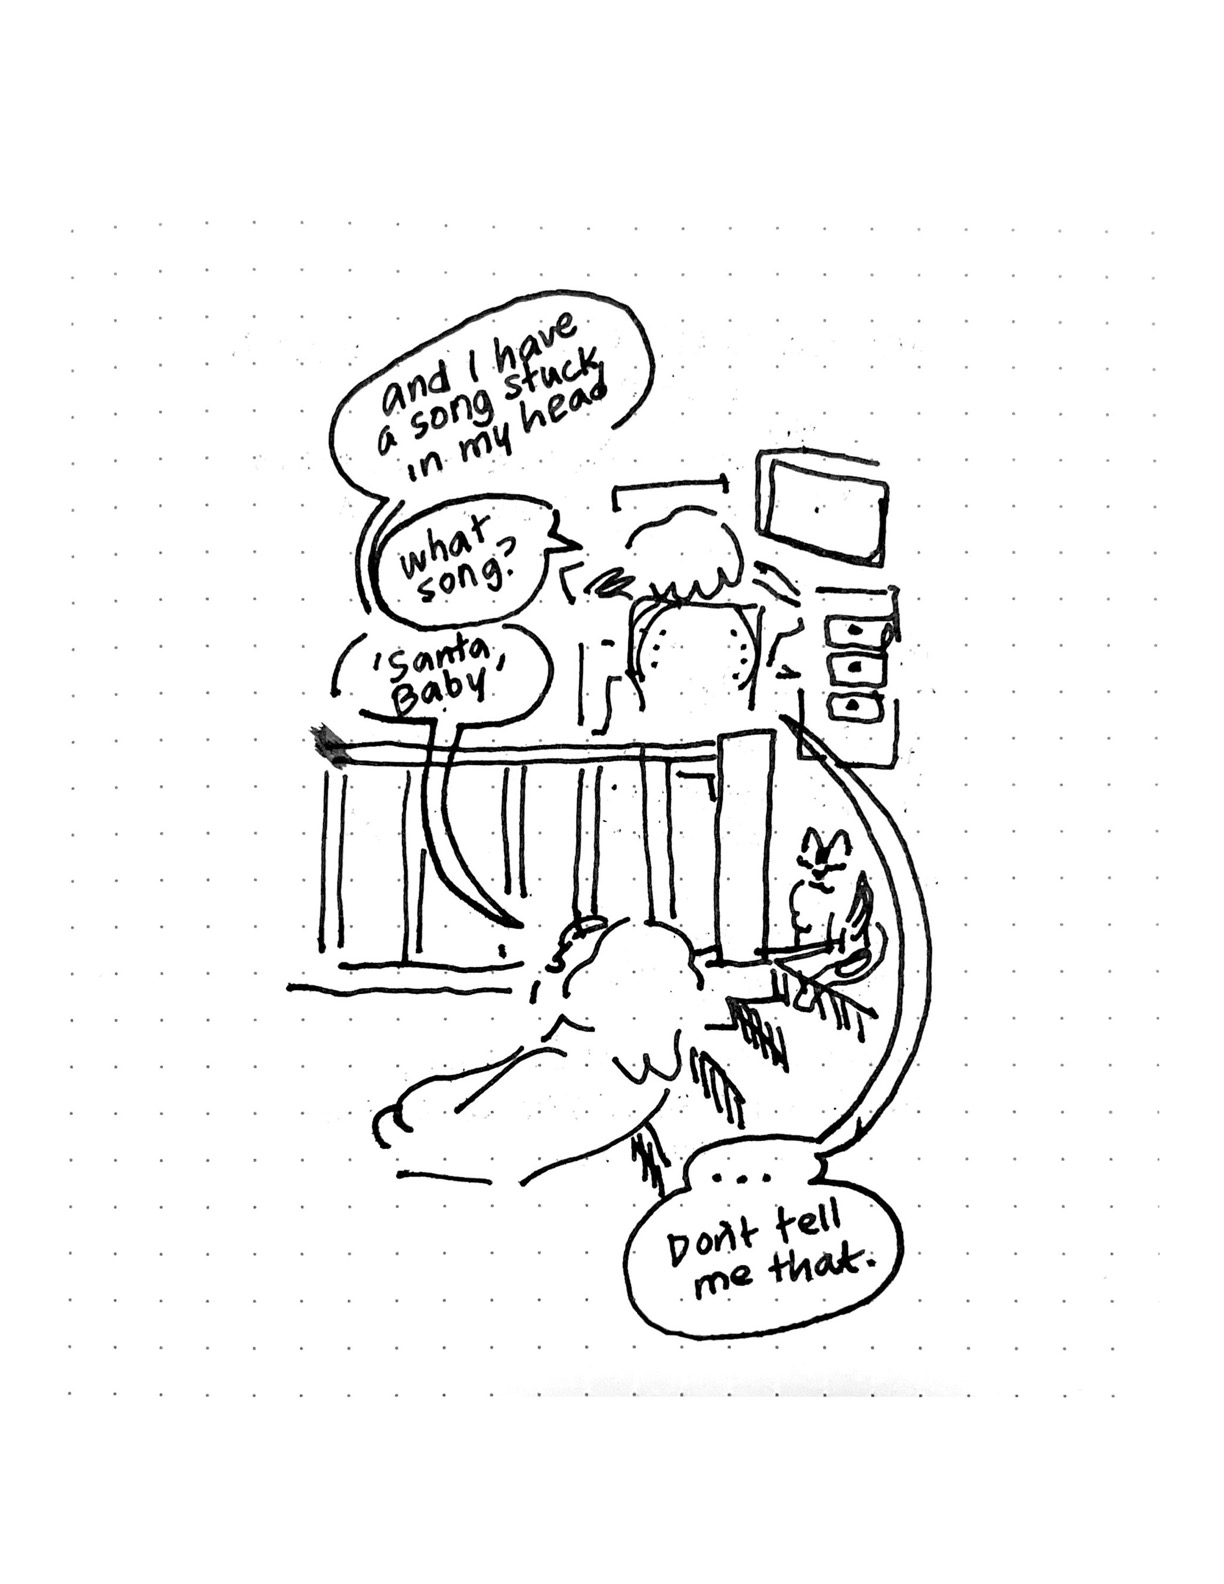 and I have
a song stuck
in my head
what
song?
'Santa
Baby'
...
Don't tell
me that.